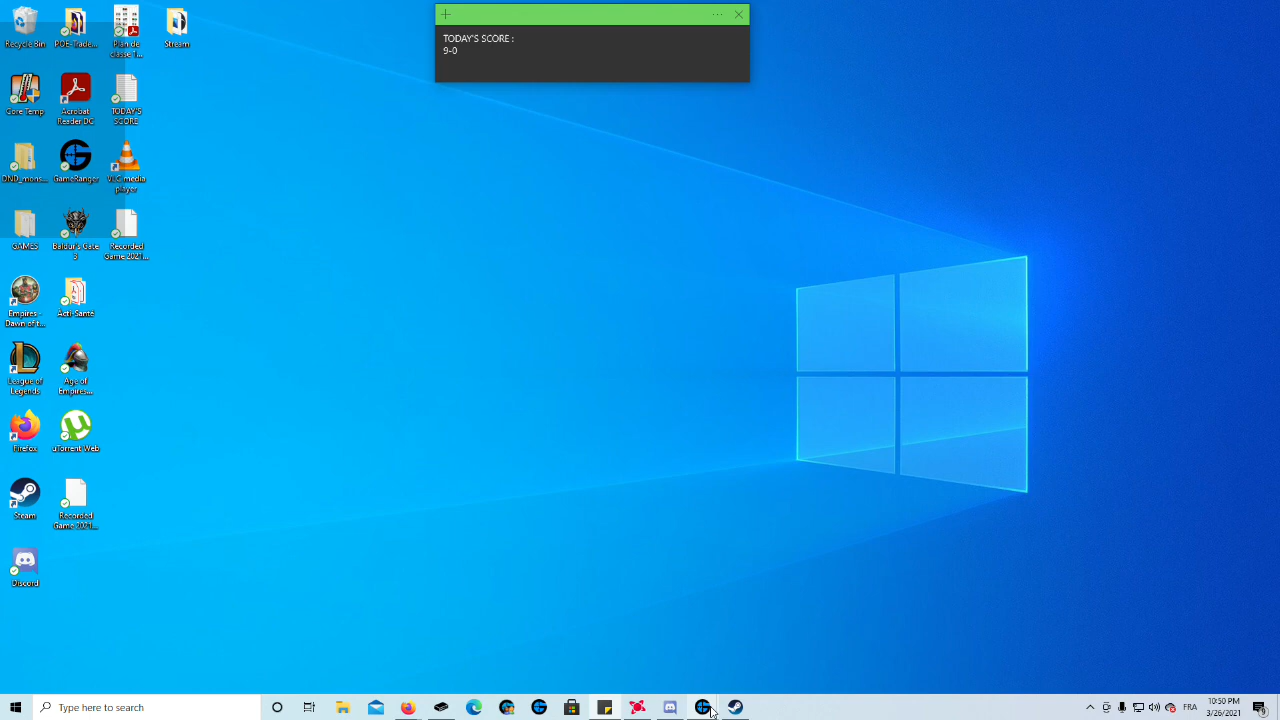 TODAY'S SCORE :
9-0
Recycle Bin
POE-Trade...
Plan de
classe 1...
Stream
Core Temp
Acrobat
Reader DC
TODAY'S
SCORE
DND_mons...
GameRanger
VLC media
player
GAMES
Baldur's Gate
3
Recorded
Game 2021...
Empires -
Dawn of t...
Acti-Santé
League of
Legends
Age of
Empires...
Firefox
uTorrent Web
Steam
Recorded
Game 2021...
Discord
Type here to search
FRA
10:50 PM
3/26/2021
9